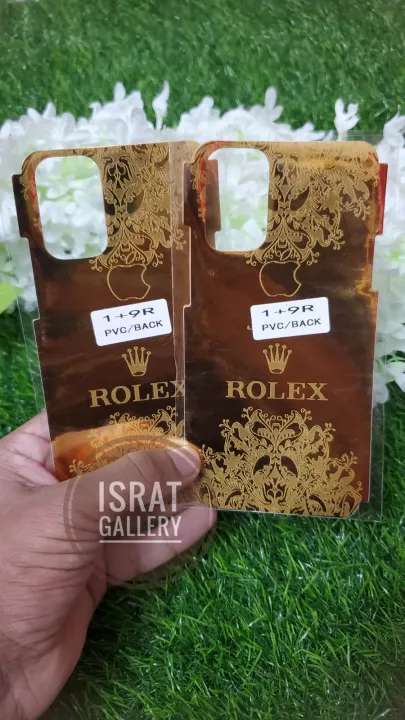 1+9R
PVC/BACK
ROLEX
1+9R
PVC/BACK
ROLEX
ISRAT
GALLERY